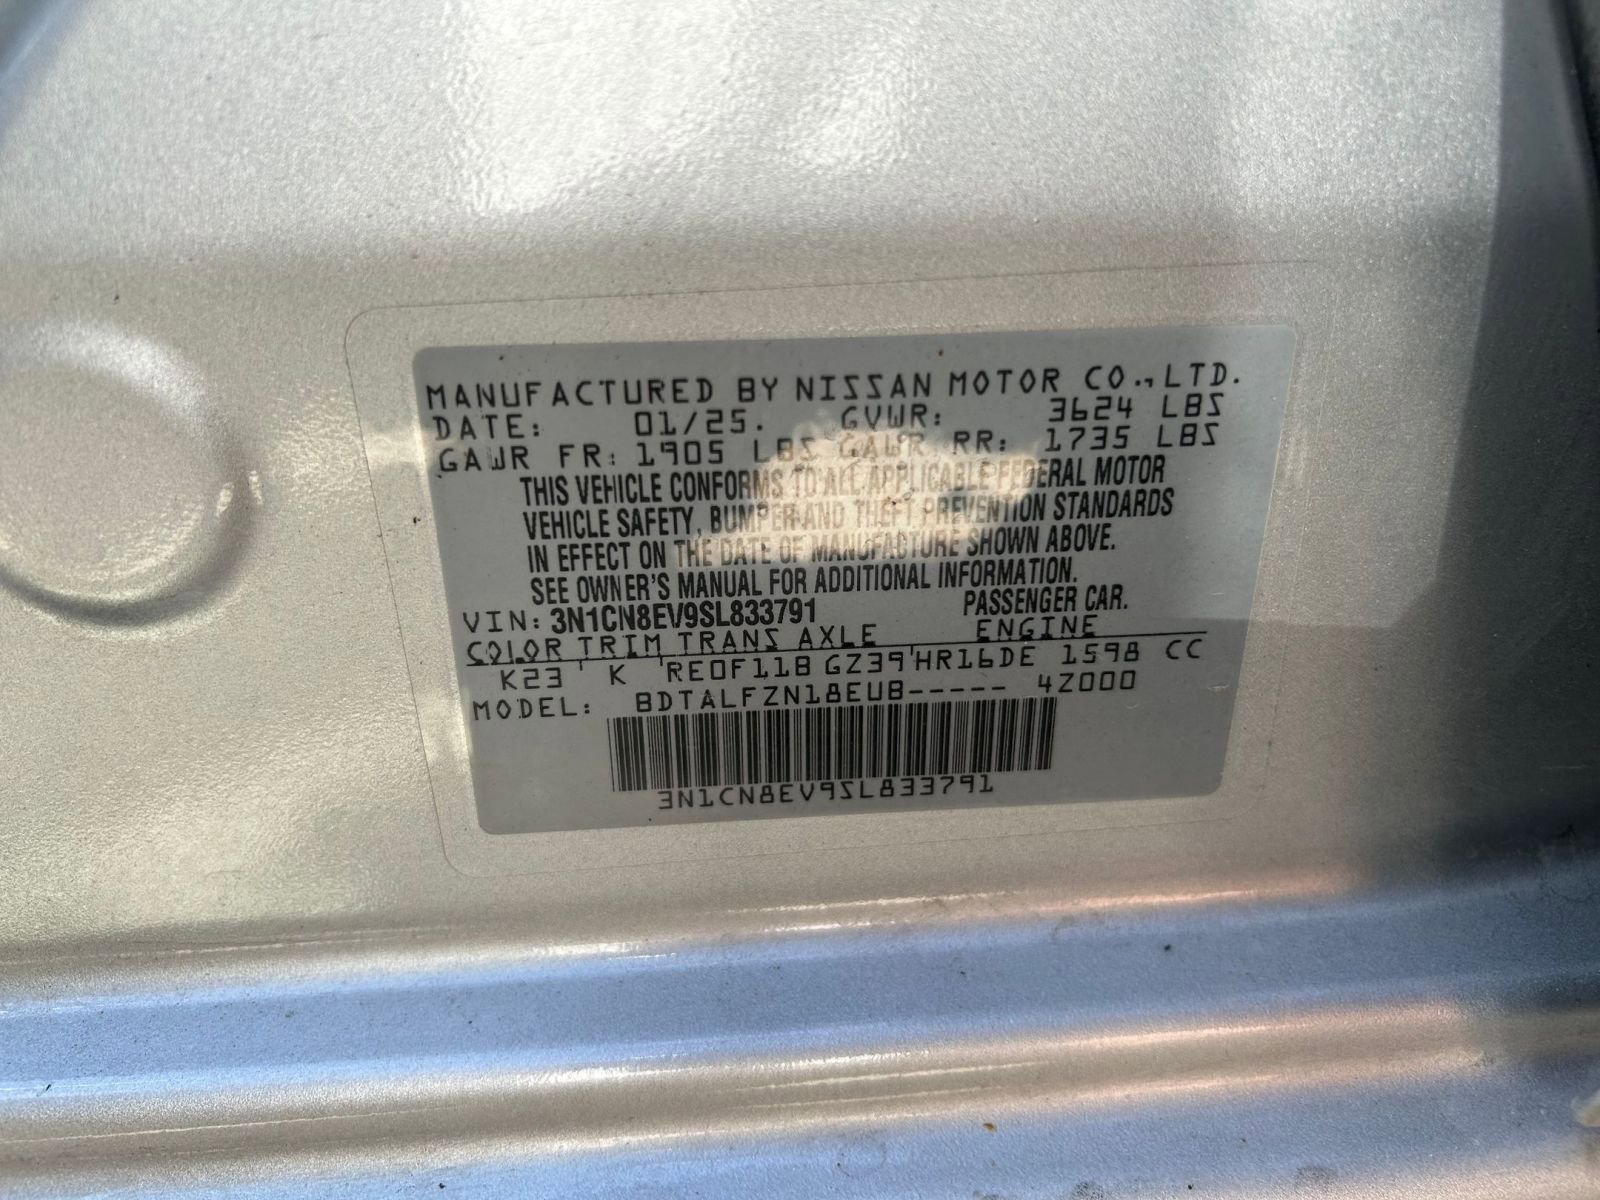 MANUFACTURED BY NISSAN MOTOR CO.,LTD.
DATE: 01/25. GVWR: 3624 LBS
GAWR FR: 1905 LBS GAWR RR: 1735 LBS
THIS VEHICLE CONFORMS TO ALL APPLICABLE FEDERAL MOTOR
VEHICLE SAFETY, BUMPER AND THEFT PREVENTION STANDARDS
IN EFFECT ON THE DATE OF MANUFACTURE SHOWN ABOVE.
SEE OWNER'S MANUAL FOR ADDITIONAL INFORMATION.
VIN: 3N1CN8EV9SL833791 PASSENGER CAR.
COLOR TRIM TRANS AXLE ENGINE
K23 K RE0F11B GZ39 HR16DE 1598 CC
MODEL: BDTALFZN18EUB----- 4Z000
3N1CN8EV9SL833791